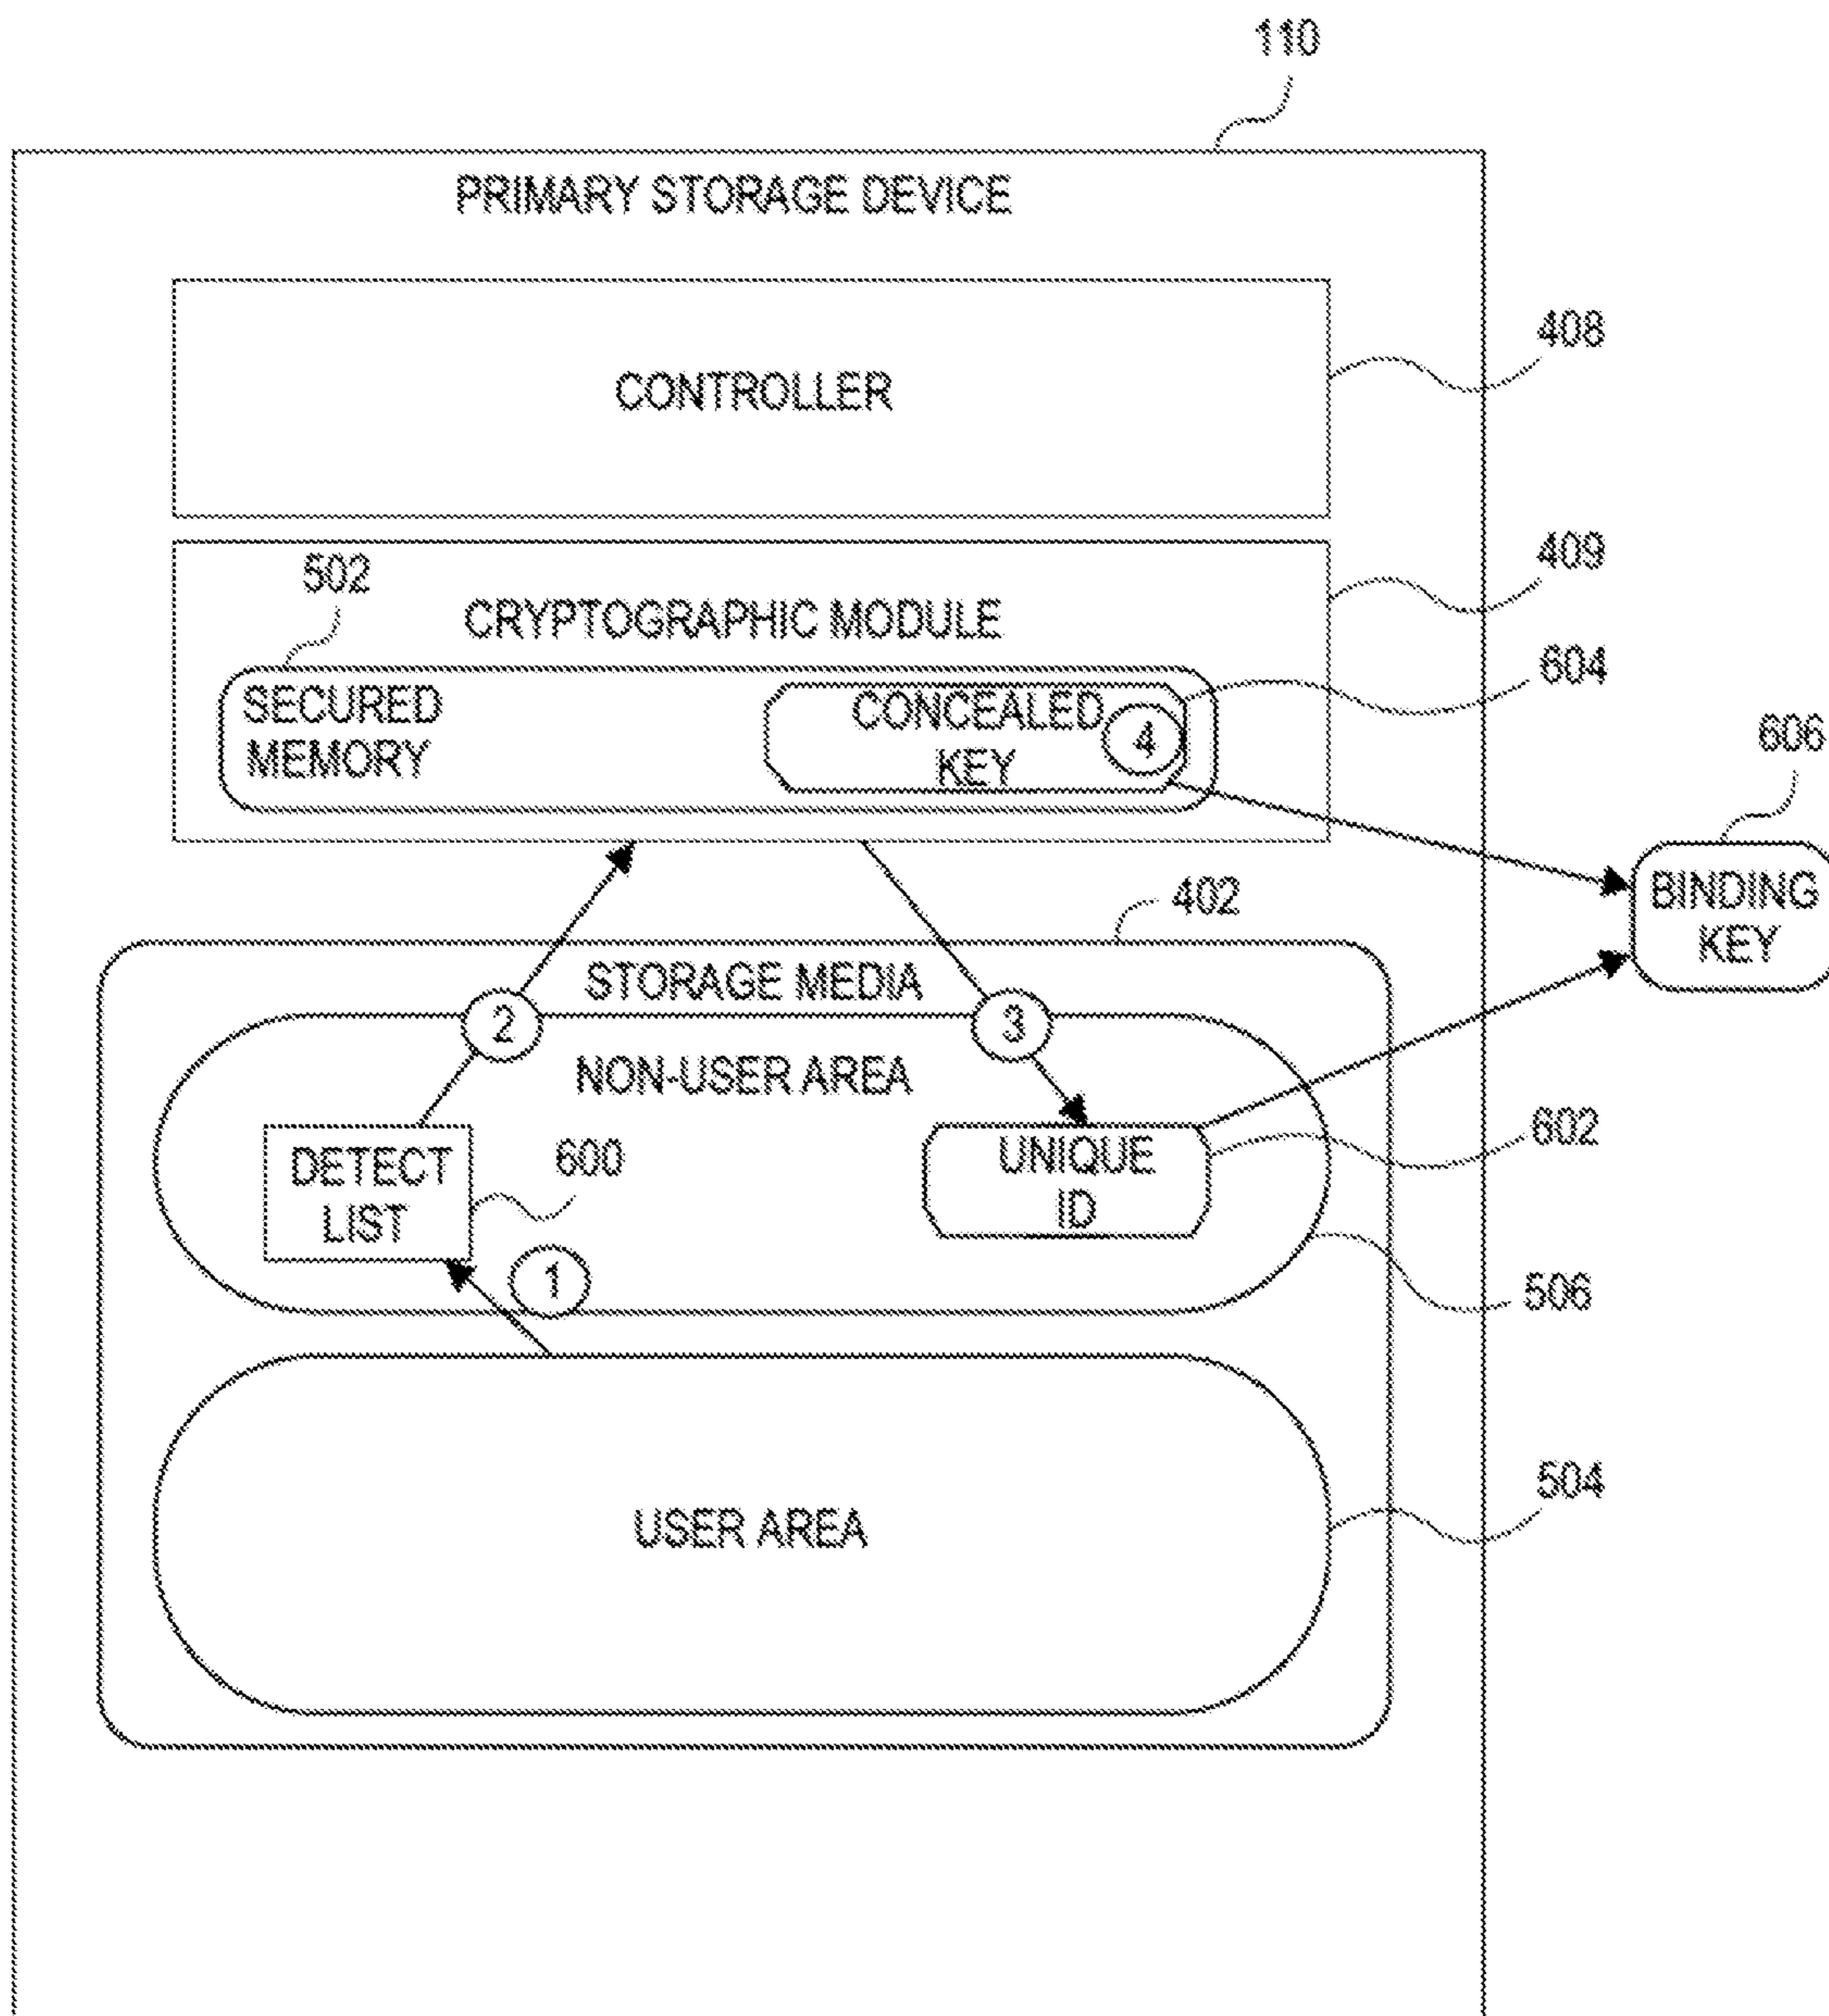 110
PRIMARY STORAGE DEVICE
CONTROLLER
408
409
502
CRYPTOGRAPHIC MODULE
SECURED
MEMORY
CONCEALED
KEY
4
604
606
BINDING
KEY
402
STORAGE MEDIA
2
3
NON-USER AREA
DETECT
LIST
600
UNIQUE
ID
602
1
506
USER AREA
504